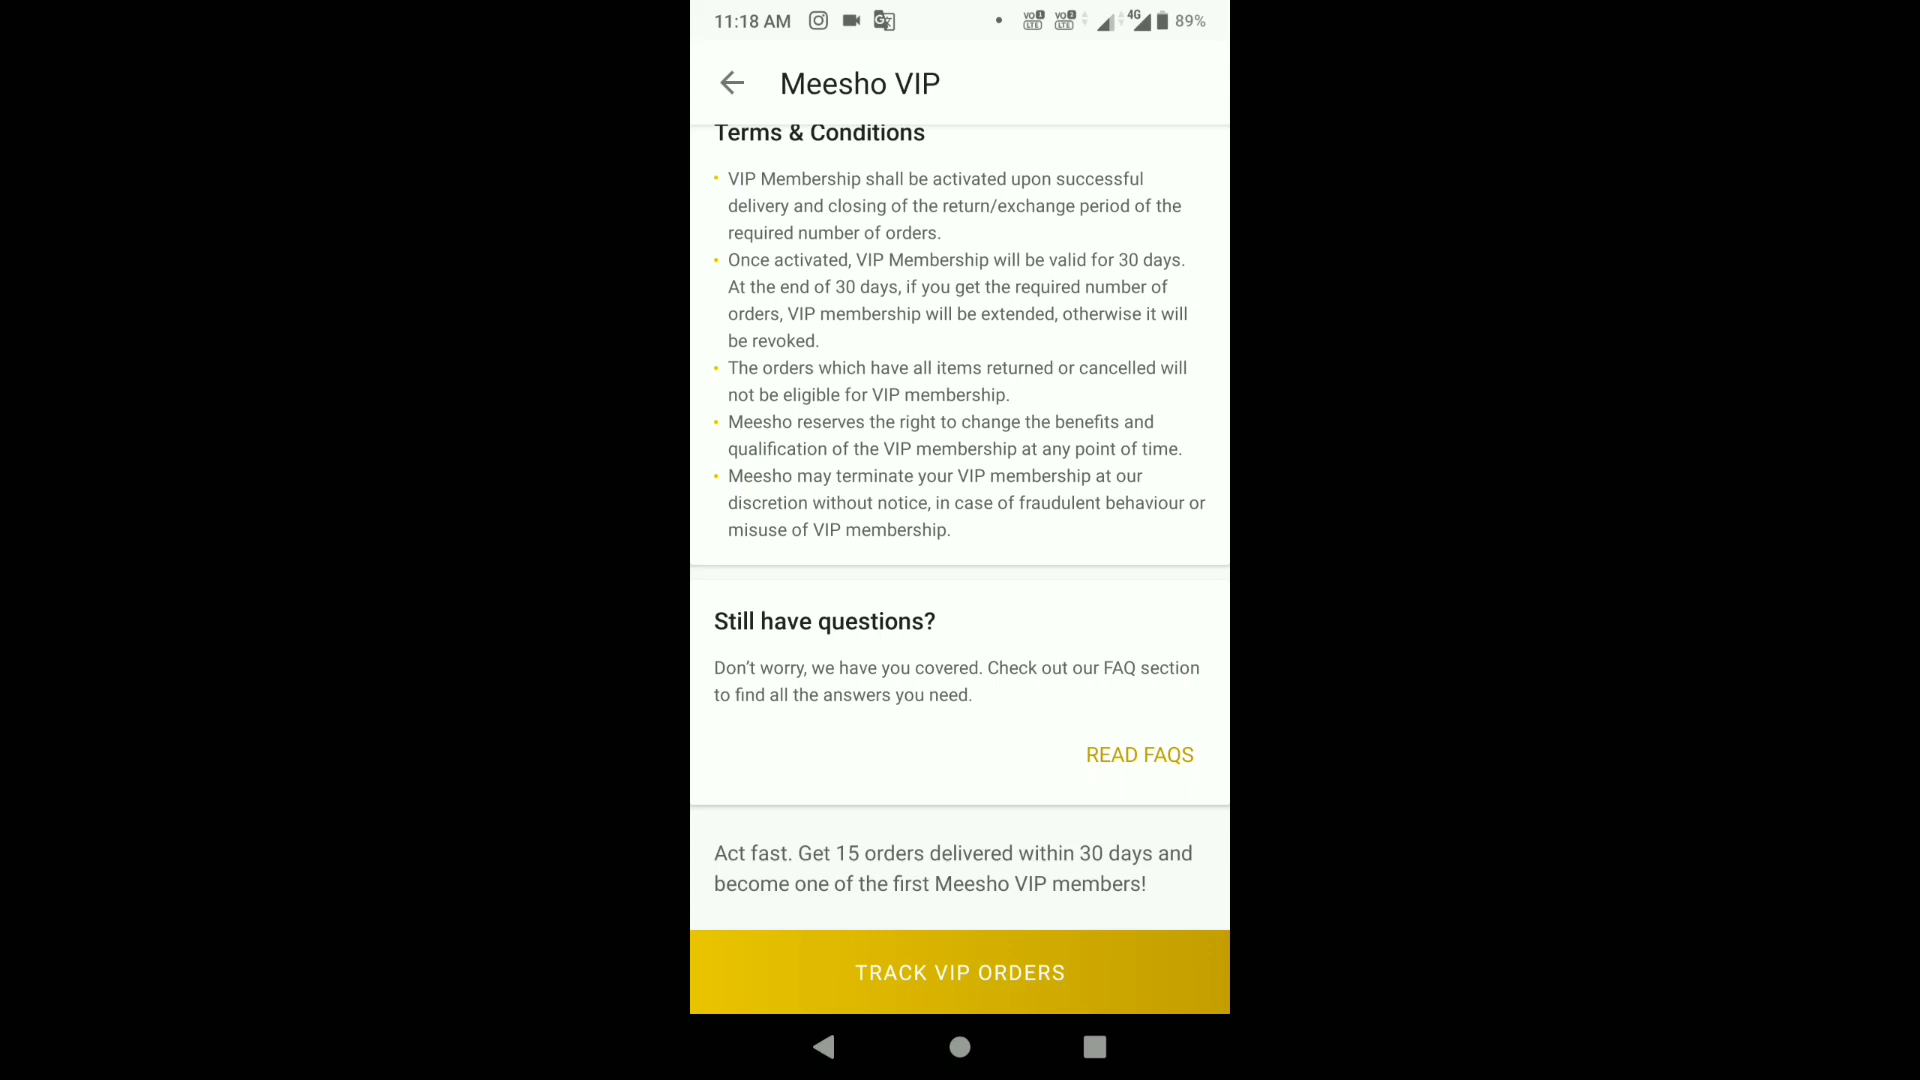 11:18 AM
VO 1 LTE VO 2 LTE 4G 89%
Meesho VIP
Terms & Conditions
• VIP Membership shall be activated upon successful
delivery and closing of the return/exchange period of the
required number of orders.
• Once activated, VIP Membership will be valid for 30 days.
At the end of 30 days, if you get the required number of
orders, VIP membership will be extended, otherwise it will
be revoked.
• The orders which have all items returned or cancelled will
not be eligible for VIP membership.
• Meesho reserves the right to change the benefits and
qualification of the VIP membership at any point of time.
• Meesho may terminate your VIP membership at our
discretion without notice, in case of fraudulent behaviour or
misuse of VIP membership.
Still have questions?
Don’t worry, we have you covered. Check out our FAQ section
to find all the answers you need.
READ FAQS
Act fast. Get 15 orders delivered within 30 days and
become one of the first Meesho VIP members!
TRACK VIP ORDERS